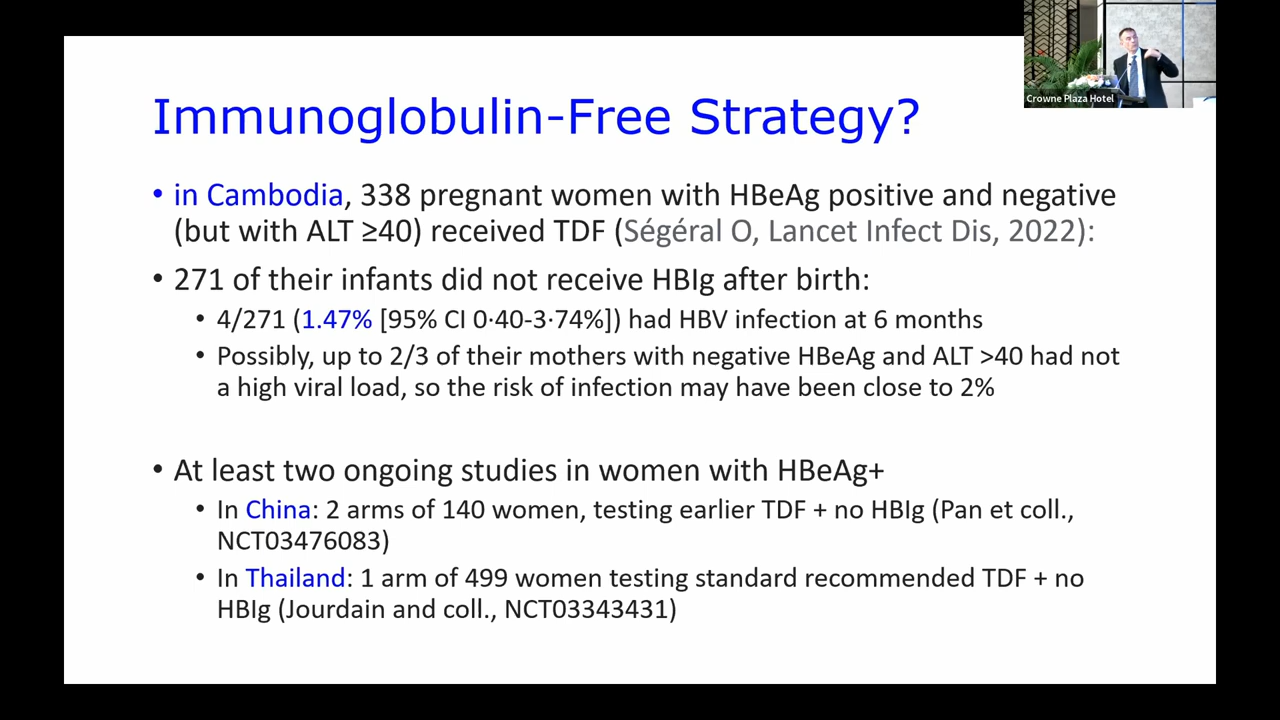 Crowne Plaza Hotel
Immunoglobulin-Free Strategy?
• in Cambodia, 338 pregnant women with HBeAg positive and negative
(but with ALT ≥40) received TDF (Ségéral O, Lancet Infect Dis, 2022):
• 271 of their infants did not receive HBIg after birth:
• 4/271 (1.47% [95% CI 0·40-3·74%]) had HBV infection at 6 months
• Possibly, up to 2/3 of their mothers with negative HBeAg and ALT >40 had not
a high viral load, so the risk of infection may have been close to 2%
• At least two ongoing studies in women with HBeAg+
• In China: 2 arms of 140 women, testing earlier TDF + no HBIg (Pan et coll.,
NCT03476083)
• In Thailand: 1 arm of 499 women testing standard recommended TDF + no
HBIg (Jourdain and coll., NCT03343431)